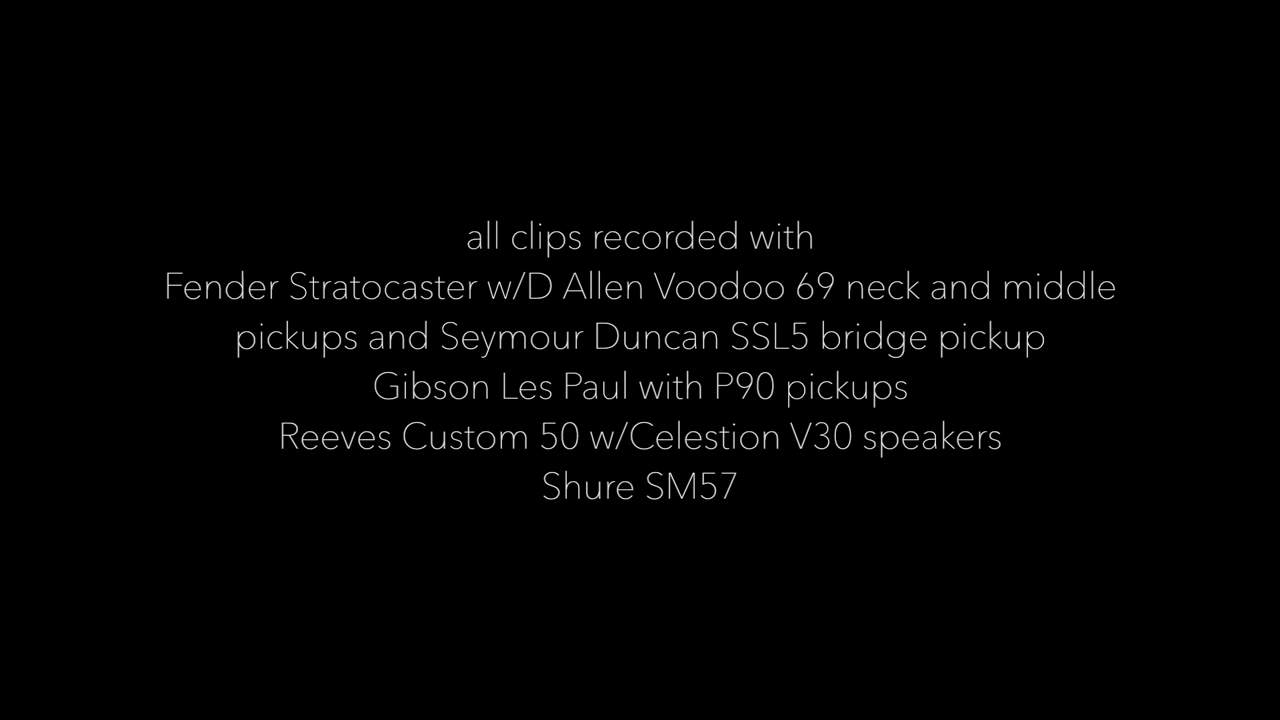 all clips recorded with
Fender Stratocaster w/D Allen Voodoo 69 neck and middle
pickups and Seymour Duncan SSL5 bridge pickup
Gibson Les Paul with P90 pickups
Reeves Custom 50 w/Celestion V30 speakers
Shure SM57